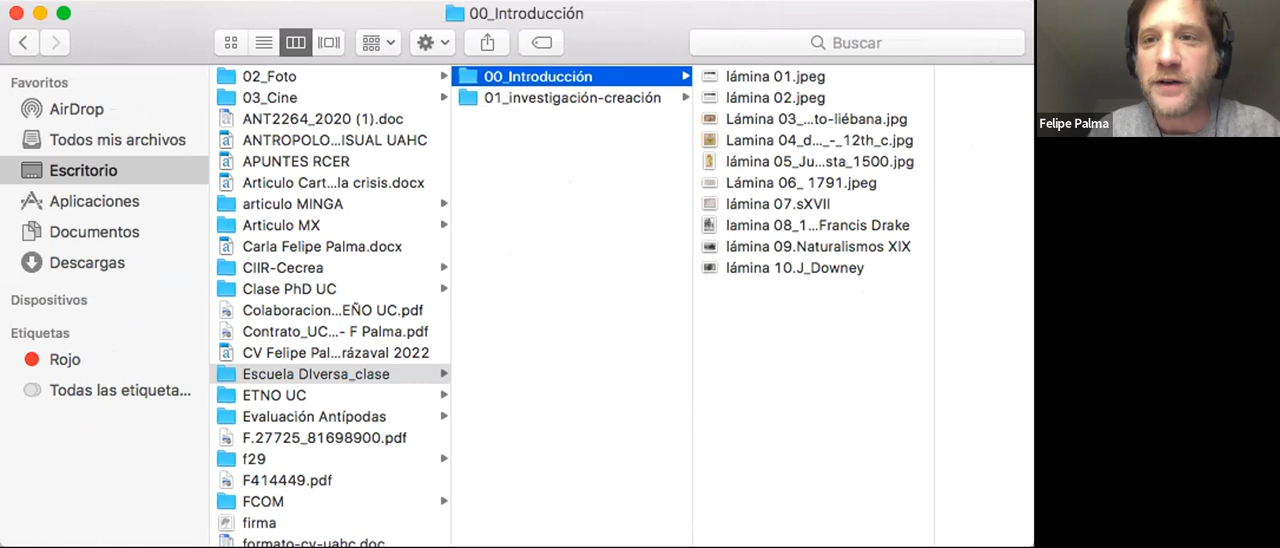 00_Introducción
Buscar
Favoritos
AirDrop
Todos mis archivos
Escritorio
Aplicaciones
Documentos
Descargas
Dispositivos
Etiquetas
Rojo
Todas las etiqueta...
02_Foto
03_Cine
ANT2264_2020 (1).doc
ANTROPOLO...ISUAL UAHC
APUNTES RCER
Articulo Cart...la crisis.docx
articulo MINGA
Articulo MX
Carla Felipe Palma.docx
CIIR-Cecrea
Clase PhD UC
Colaboracion...EÑO UC.pdf
Contrato_UC...- F Palma.pdf
CV Felipe Pal...rázaval 2022
Escuela DIversa_clase
ETNO UC
Evaluación Antípodas
F.27725_81698900.pdf
f29
F414449.pdf
FCOM
firma
formato-cv-uahc.doc
00_Introducción
01_investigación-creación
lámina 01.jpeg
lámina 02.jpeg
Lámina 03_...to-liébana.jpg
Lamina 04_d..._-_12th_c.jpg
lámina 05_Ju...sta_1500.jpg
Lámina 06_ 1791.jpeg
lámina 07.sXVII
lamina 08_1...Francis Drake
lámina 09.Naturalismos XIX
lámina 10.J_Downey
Felipe Palma